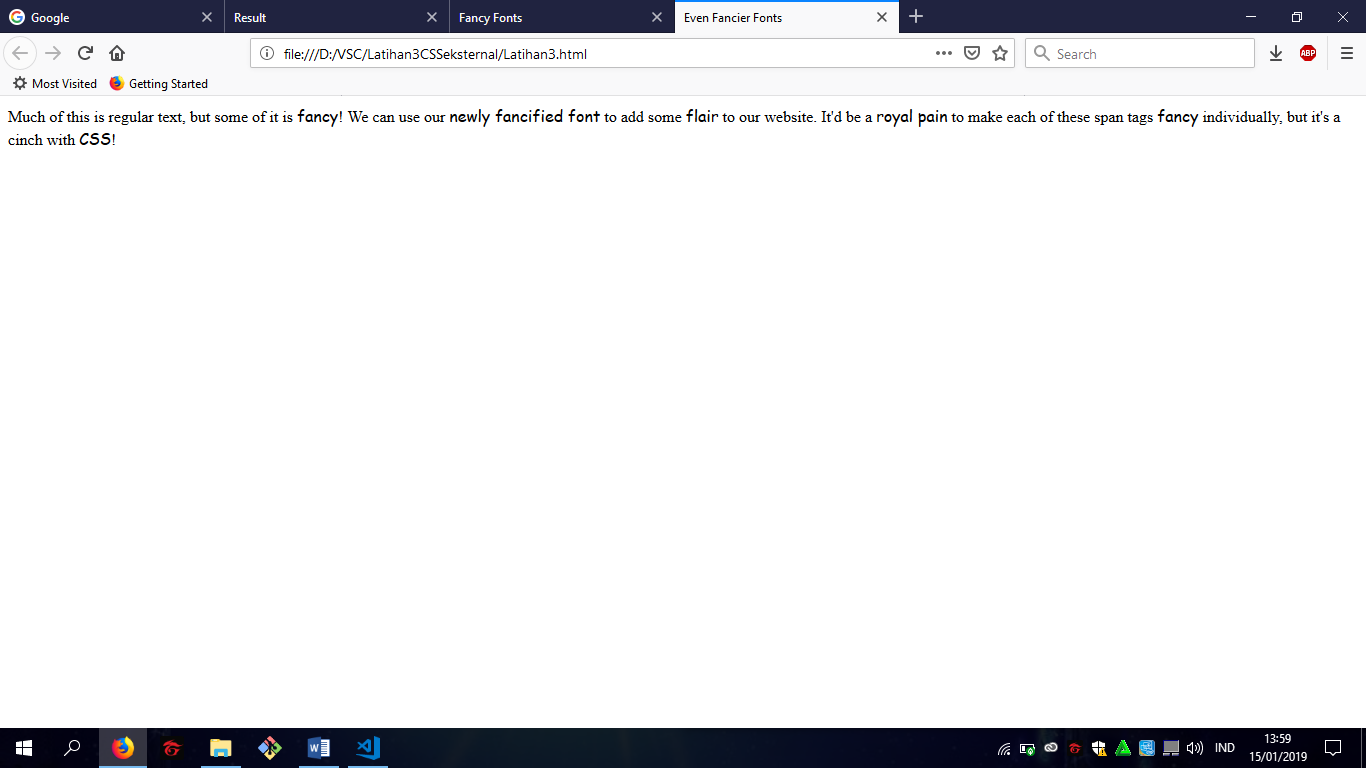 Google
Result
Fancy Fonts
Even Fancier Fonts
file:///D:/VSC/Latihan3CSSeksternal/Latihan3.html
Search
ABP
Most Visited
Getting Started
Much of this is regular text, but some of it is fancy! We can use our newly fancified font to add some flair to our website. It'd be a royal pain to make each of these span tags fancy individually, but it's a
cinch with CSS!
IND
13:59
15/01/2019